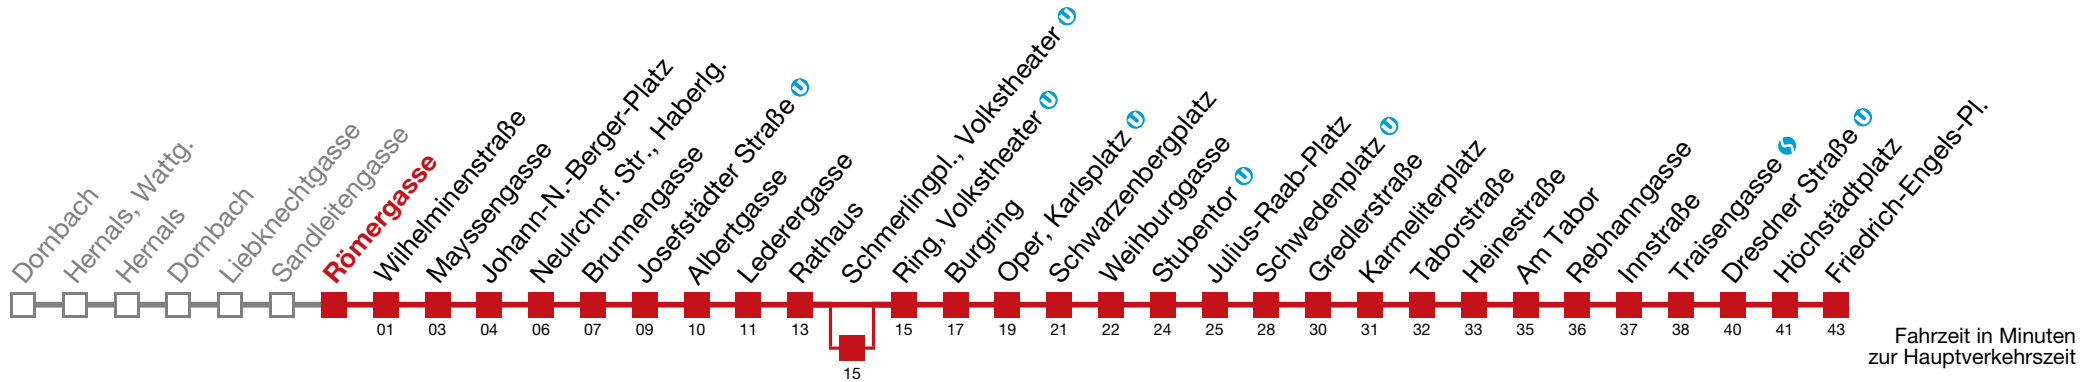 Dornbach
Hernals, Wattg.
Hernals
Dornbach
Liebknechtgasse
Sandleitengasse
Römergasse
Wilhelminenstraße
Mayssengasse
Johann-N.-Berger-Platz
Neulrchnf. Str., Haberlg.
Brunnengasse
Josefstädter Straße U
Albertgasse
Lederergasse
Rathaus
Schmerlingpl., Volkstheater U
Ring, Volkstheater U
Burgring
Oper, Karlsplatz U
Schwarzenbergplatz
Weihburggasse
Stubentor U
Julius-Raab-Platz
Schwedenplatz U
Gredlerstraße
Karmeliterplatz
Taborstraße
Heinestraße
Am Tabor
Rebhanngasse
Innstraße
Traisengasse S
Dresdner Straße U
Höchstädtplatz
Friedrich-Engels-Pl.
01 03 04 06 07 09 10 11 13 15 17 19 21 22 24 25 28 30 31 32 33 35 36 37 38 40 41 43
15
Fahrzeit in Minuten
zur Hauptverkehrszeit